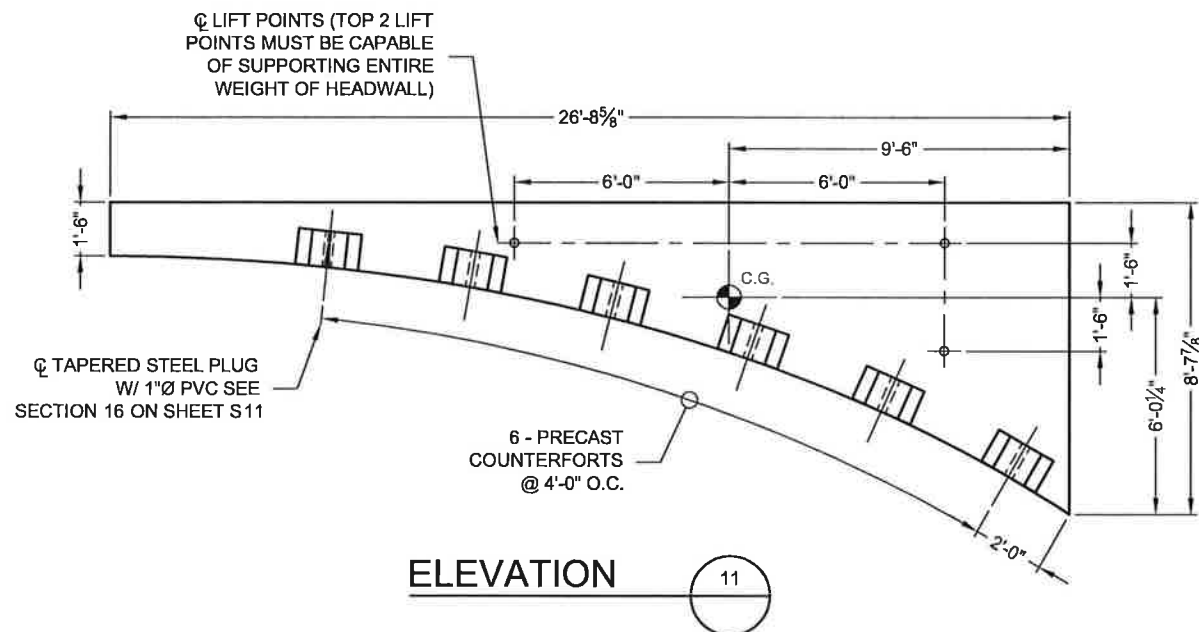 ℄ LIFT POINTS (TOP 2 LIFT
POINTS MUST BE CAPABLE
OF SUPPORTING ENTIRE
WEIGHT OF HEADWALL)
26'-8⅝"
9'-6"
6'-0"
6'-0"
1'-6"
C.G.
1'-6"
1'-6"
6'-0¼"
8'-7⅞"
℄ TAPERED STEEL PLUG
W/ 1"Ø PVC SEE
SECTION 16 ON SHEET S11
6 - PRECAST
COUNTERFORTS
@ 4'-0" O.C.
2'-0"
ELEVATION
11